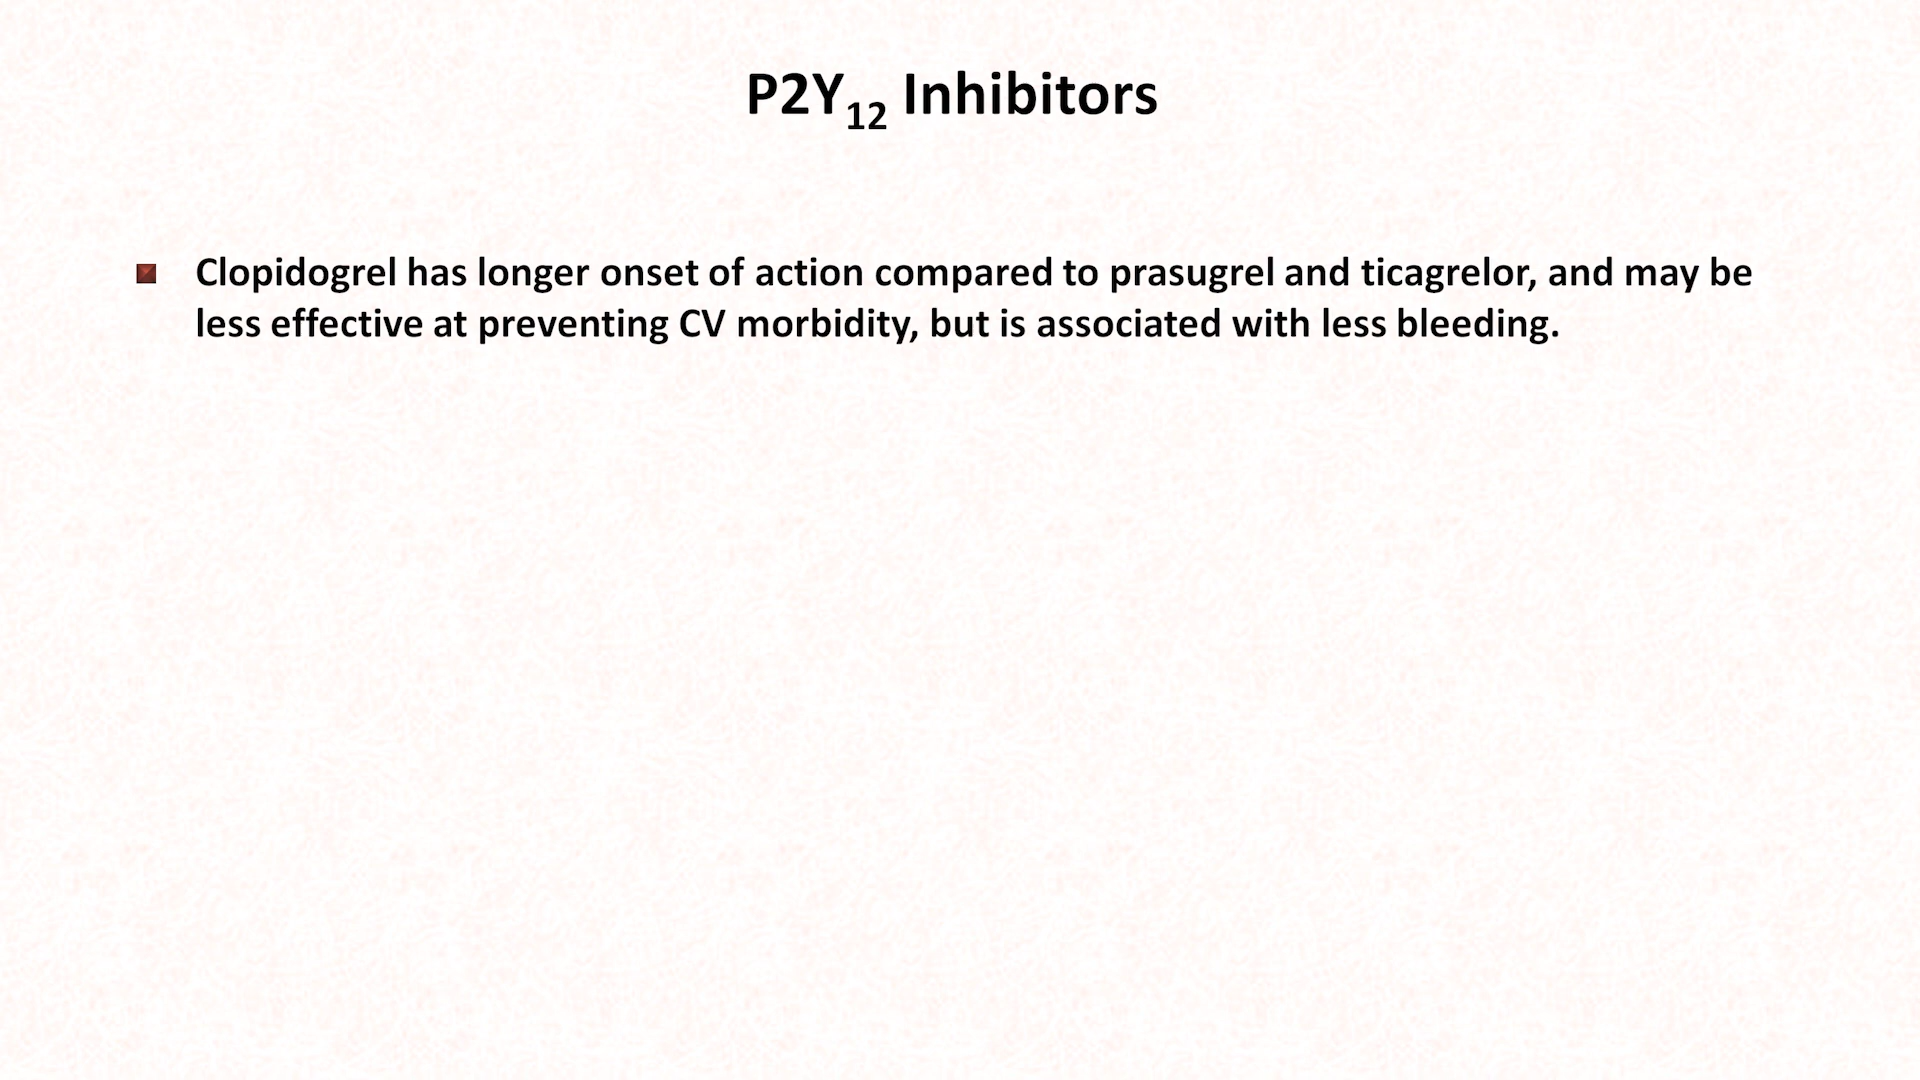 P2Y₁₂ Inhibitors
Clopidogrel has longer onset of action compared to prasugrel and ticagrelor, and may be
less effective at preventing CV morbidity, but is associated with less bleeding.